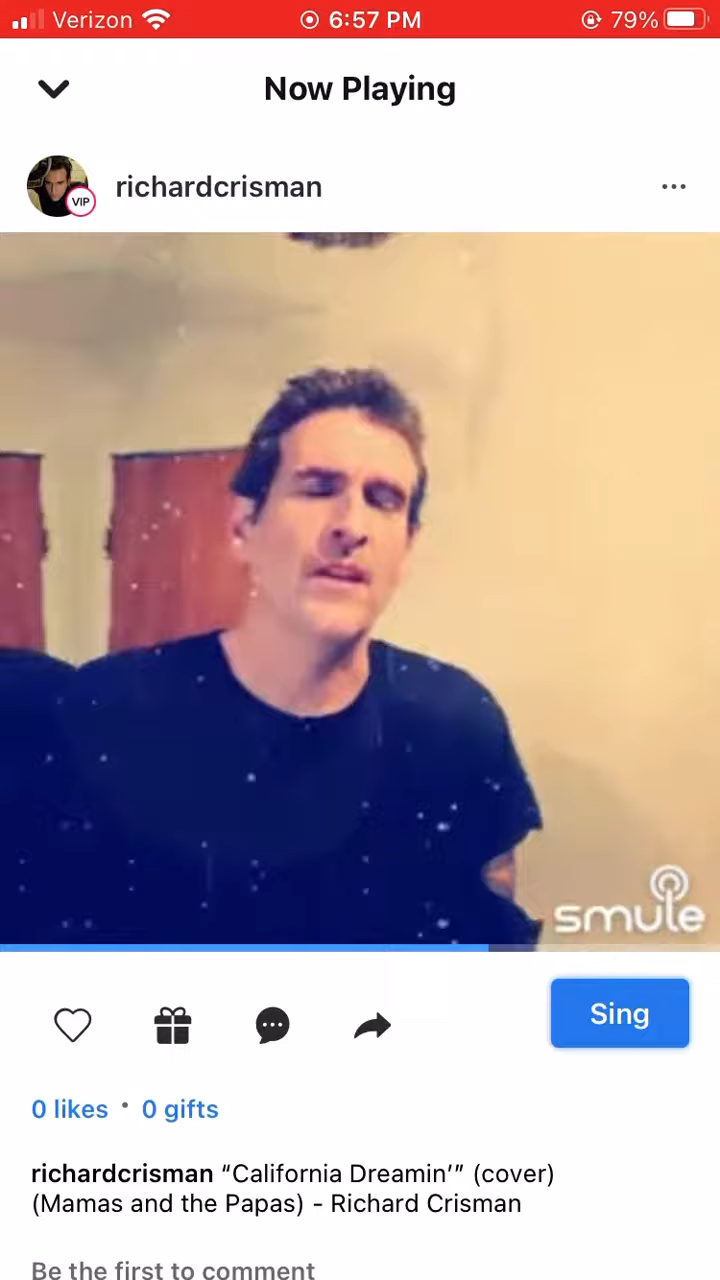 Verizon 6:57 PM 79%
Now Playing
VIP
richardcrisman
smule
Sing
0 likes • 0 gifts
richardcrisman “California Dreamin’” (cover)
(Mamas and the Papas) - Richard Crisman
Be the first to comment